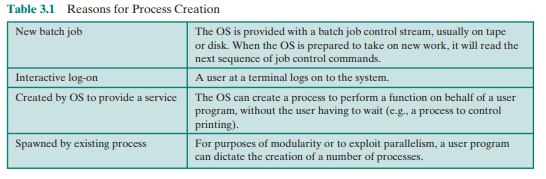 Table 3.1 Reasons for Process Creation
New batch job
The OS is provided with a batch job control stream, usually on tape
or disk. When the OS is prepared to take on new work, it will read the
next sequence of job control commands.
Interactive log-on
A user at a terminal logs on to the system.
Created by OS to provide a service
The OS can create a process to perform a function on behalf of a user
program, without the user having to wait (e.g., a process to control
printing).
Spawned by existing process
For purposes of modularity or to exploit parallelism, a user program
can dictate the creation of a number of processes.